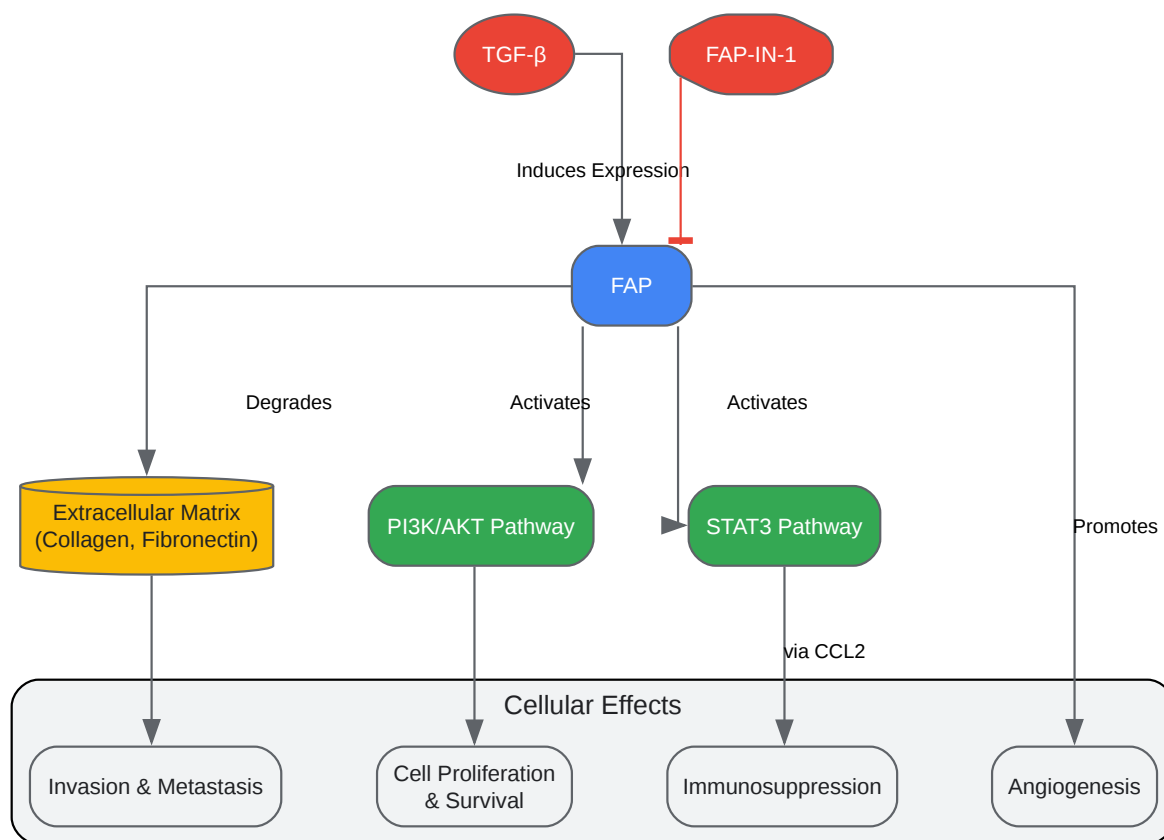 TGF-β
FAP-IN-1
Induces Expression
FAP
Degrades
Activates
Activates
Extracellular Matrix
(Collagen, Fibronectin)
PI3K/AKT Pathway
STAT3 Pathway
Promotes
via CCL2
Cellular Effects
Invasion & Metastasis
Cell Proliferation
& Survival
Immunosuppression
Angiogenesis